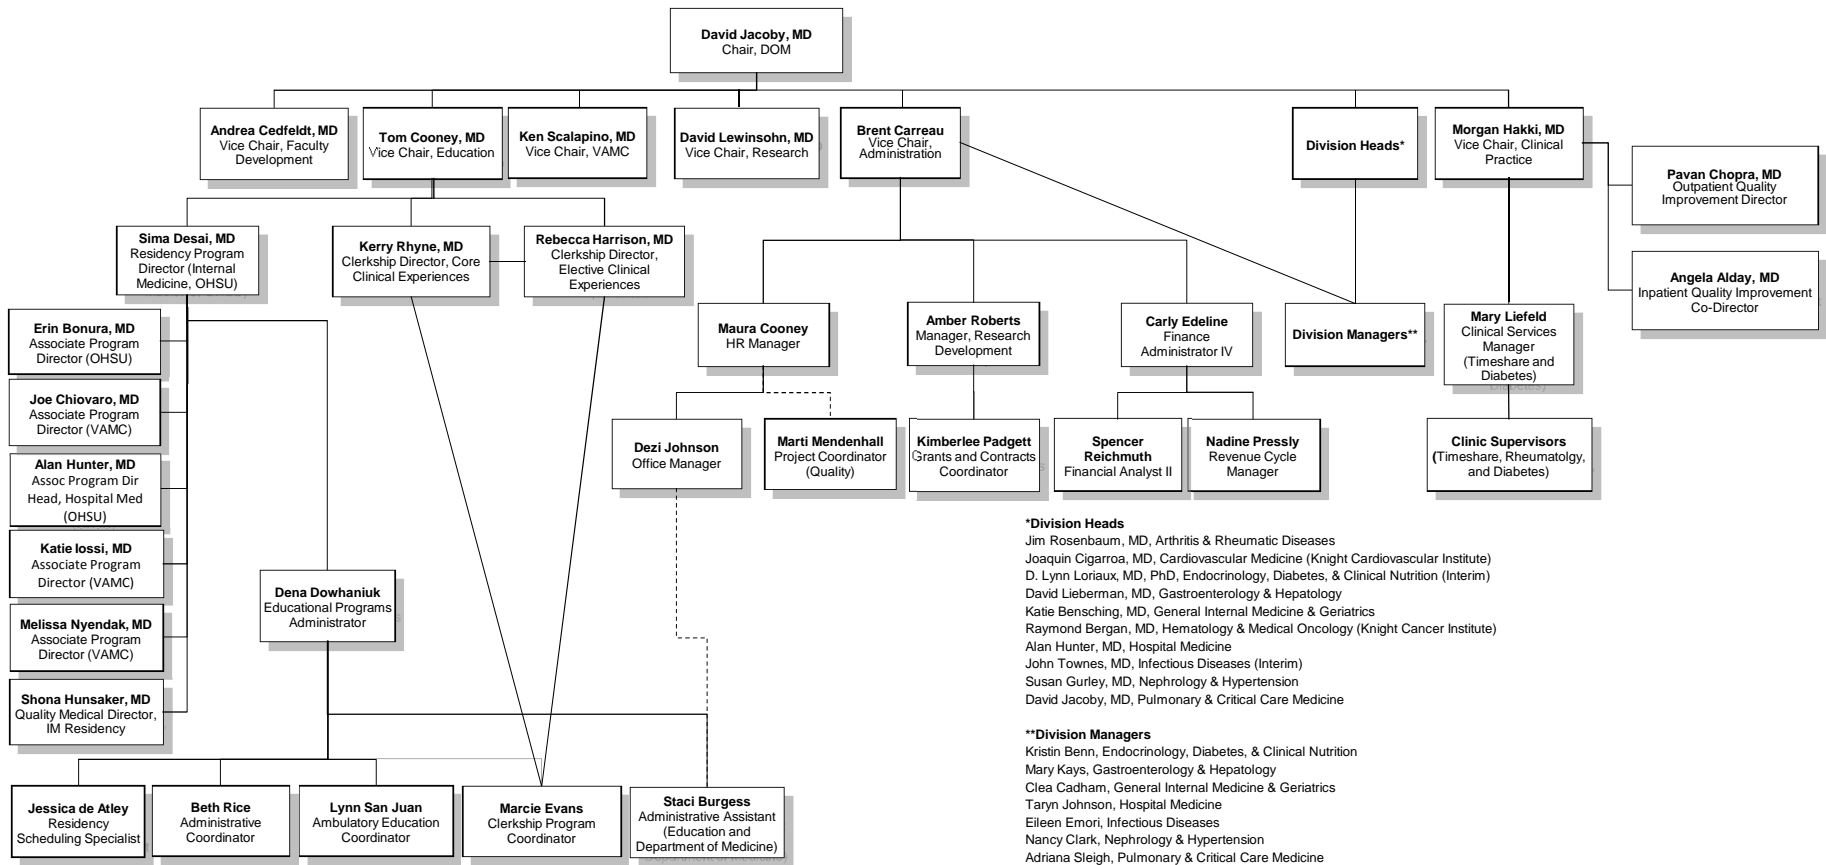 David Jacoby, MD
Chair, DOM
Andrea Cedfeldt, MD
Vice Chair, Faculty
Development
Tom Cooney, MD
Vice Chair, Education
Ken Scalapino, MD
Vice Chair, VAMC
David Lewinsohn, MD
Vice Chair, Research
Brent Carreau
Vice Chair,
Administration
Division Heads*
Morgan Hakki, MD
Vice Chair, Clinical
Practice
Pavan Chopra, MD
Outpatient Quality
Improvement Director
Angela Alday, MD
Inpatient Quality Improvement
Co-Director
Sima Desai, MD
Residency Program
Director (Internal
Medicine, OHSU)
Kerry Rhyne, MD
Clerkship Director, Core
Clinical Experiences
Rebecca Harrison, MD
Clerkship Director,
Elective Clinical
Experiences
Maura Cooney
HR Manager
Amber Roberts
Manager, Research
Development
Carly Edeline
Finance
Administrator IV
Division Managers**
Mary Liefeld
Clinical Services
Manager
(Timeshare and
Diabetes)
Erin Bonura, MD
Associate Program
Director (OHSU)
Joe Chiovaro, MD
Associate Program
Director (VAMC)
Alan Hunter, MD
Assoc Program Dir
Head, Hospital Med
(OHSU)
Katie Iossi, MD
Associate Program
Director (VAMC)
Melissa Nyendak, MD
Associate Program
Director (VAMC)
Shona Hunsaker, MD
Quality Medical Director,
IM Residency
Dezi Johnson
Office Manager
Marti Mendenhall
Project Coordinator
(Quality)
Kimberlee Padgett
Grants and Contracts
Coordinator
Spencer
Reichmuth
Financial Analyst II
Nadine Pressly
Revenue Cycle
Manager
Clinic Supervisors
(Timeshare, Rheumatolgy,
and Diabetes)
Dena Dowhaniuk
Educational Programs
Administrator
Jessica de Atley
Residency
Scheduling Specialist
Beth Rice
Administrative
Coordinator
Lynn San Juan
Ambulatory Education
Coordinator
Marcie Evans
Clerkship Program
Coordinator
Staci Burgess
Administrative Assistant
(Education and
Department of Medicine)
*Division Heads
Jim Rosenbaum, MD, Arthritis & Rheumatic Diseases
Joaquin Cigarroa, MD, Cardiovascular Medicine (Knight Cardiovascular Institute)
D. Lynn Loriaux, MD, PhD, Endocrinology, Diabetes, & Clinical Nutrition (Interim)
David Lieberman, MD, Gastroenterology & Hepatology
Katie Bensching, MD, General Internal Medicine & Geriatrics
Raymond Bergan, MD, Hematology & Medical Oncology (Knight Cancer Institute)
Alan Hunter, MD, Hospital Medicine
John Townes, MD, Infectious Diseases (Interim)
Susan Gurley, MD, Nephrology & Hypertension
David Jacoby, MD, Pulmonary & Critical Care Medicine
**Division Managers
Kristin Benn, Endocrinology, Diabetes, & Clinical Nutrition
Mary Kays, Gastroenterology & Hepatology
Clea Cadham, General Internal Medicine & Geriatrics
Taryn Johnson, Hospital Medicine
Eileen Emori, Infectious Diseases
Nancy Clark, Nephrology & Hypertension
Adriana Sleigh, Pulmonary & Critical Care Medicine